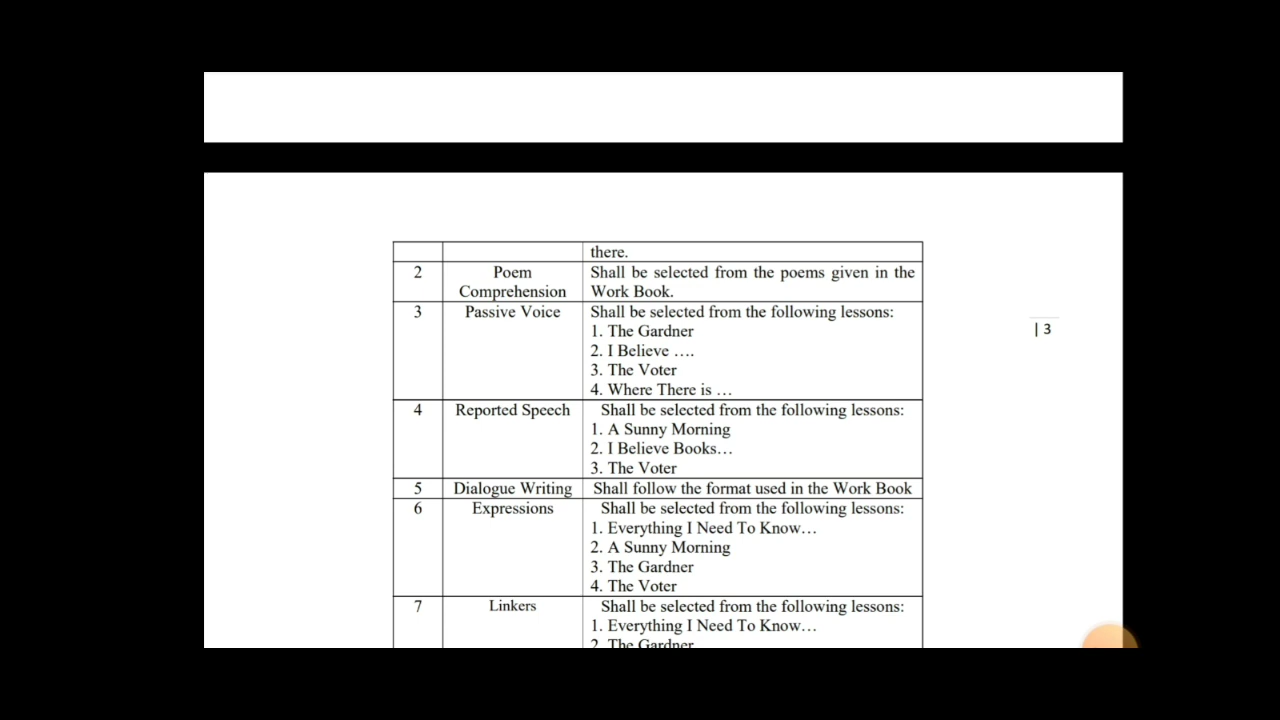 there.
2 Poem Shall be selected from the poems given in the
Comprehension Work Book.
3 Passive Voice Shall be selected from the following lessons:
1. The Gardner
2. I Believe ….
| 3
3. The Voter
4. Where There is …
4 Reported Speech Shall be selected from the following lessons:
1. A Sunny Morning
2. I Believe Books…
3. The Voter
5 Dialogue Writing Shall follow the format used in the Work Book
6 Expressions Shall be selected from the following lessons:
1. Everything I Need To Know…
2. A Sunny Morning
3. The Gardner
4. The Voter
7 Linkers Shall be selected from the following lessons:
1. Everything I Need To Know…
2. The Gardner